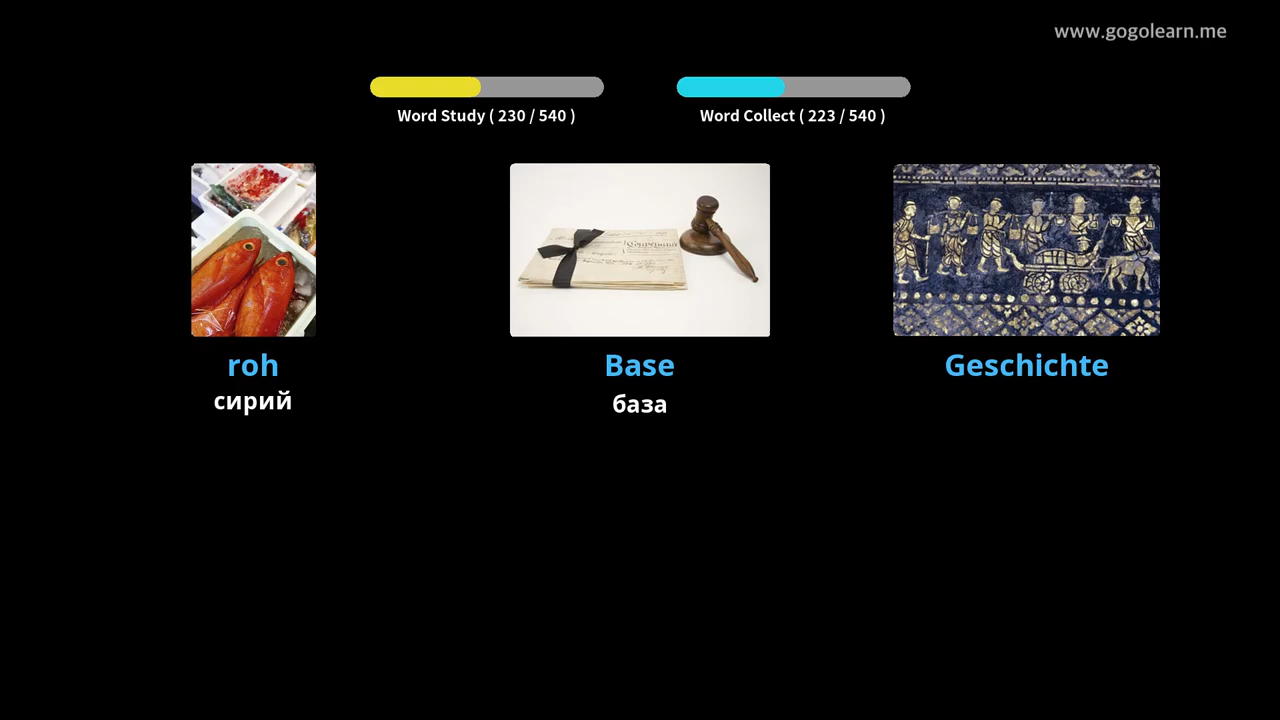 www.gogolearn.me
Word Study ( 230 / 540 )
Word Collect ( 223 / 540 )
roh
сирий
Base
база
Geschichte